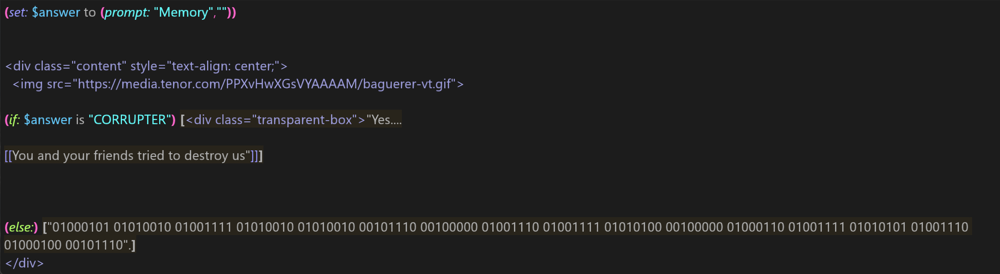 (set: $answer to (prompt: "Memory",""))
<div class="content" style="text-align: center;">
<img src="https://media.tenor.com/PPXvHwXGsVYAAAAM/baguerer-vt.gif">
(if: $answer is "CORRUPTER") [<div class="transparent-box">"Yes....
[[You and your friends tried to destroy us"]]]
(else:) ["01000101 01010010 01001111 01010010 01010010 00101110 00100000 01001110 01001111 01010100 00100000 01000110 01001111 01010101 01001110
01000100 00101110".]
</div>